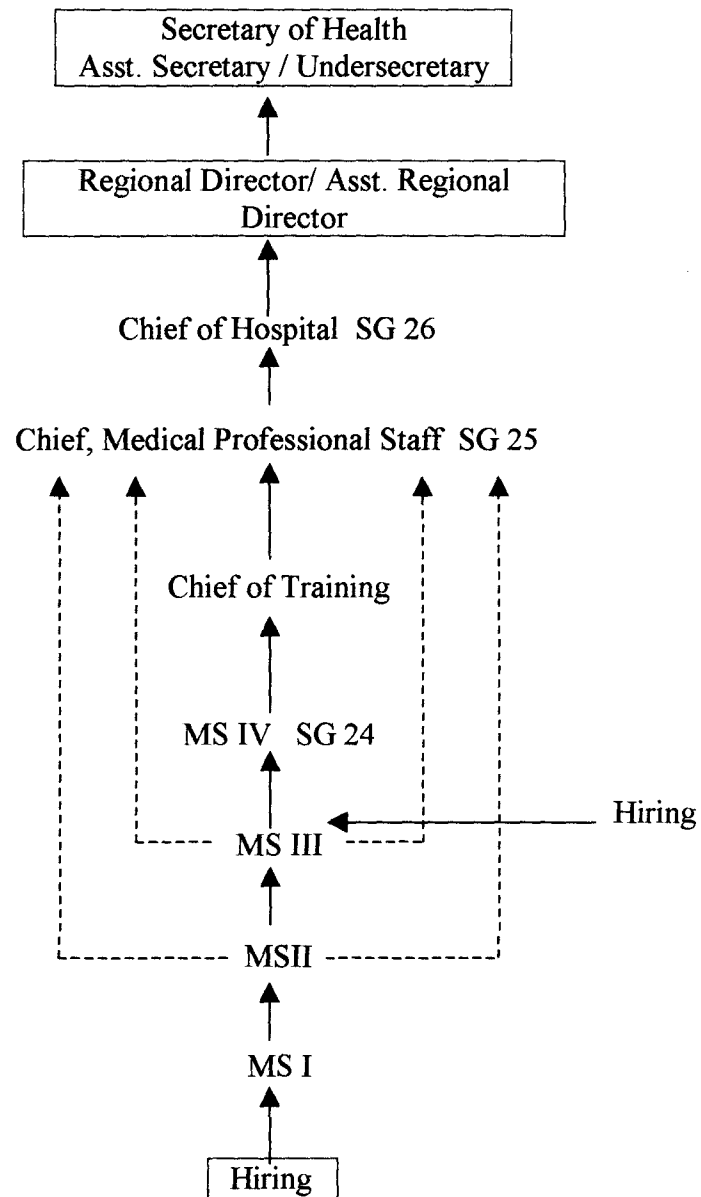 Secretary of Health
Asst. Secretary / Undersecretary
Regional Director/ Asst. Regional
Director
Chief of Hospital SG 26
Chief, Medical Professional Staff SG 25
Chief of Training
MS IV SG 24
Hiring
MS III
MSII
MS I
Hiring